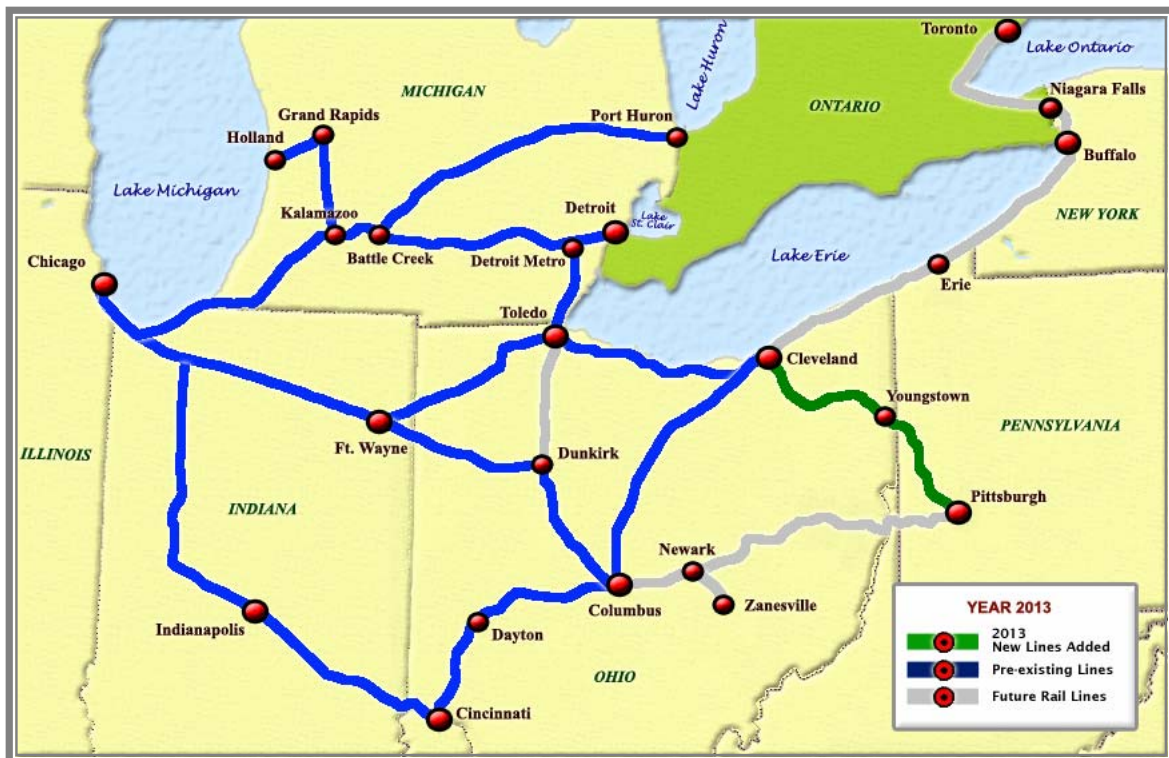 Toronto
Lake Ontario
Lake Huron
MICHIGAN
ONTARIO
Niagara Falls
Grand Rapids
Port Huron
Holland
Buffalo
Lake Michigan
Detroit
Kalamazoo
Lake
St. Clair
NEW YORK
Chicago
Battle Creek
Detroit Metro
Lake Erie
Erie
Toledo
Cleveland
Youngstown
PENNSYLVANIA
ILLINOIS
Ft. Wayne
Dunkirk
Pittsburgh
INDIANA
Newark
Columbus
Zanesville
Indianapolis
Dayton
OHIO
Cincinnati
YEAR 2013
2013
New Lines Added
Pre-existing Lines
Future Rail Lines